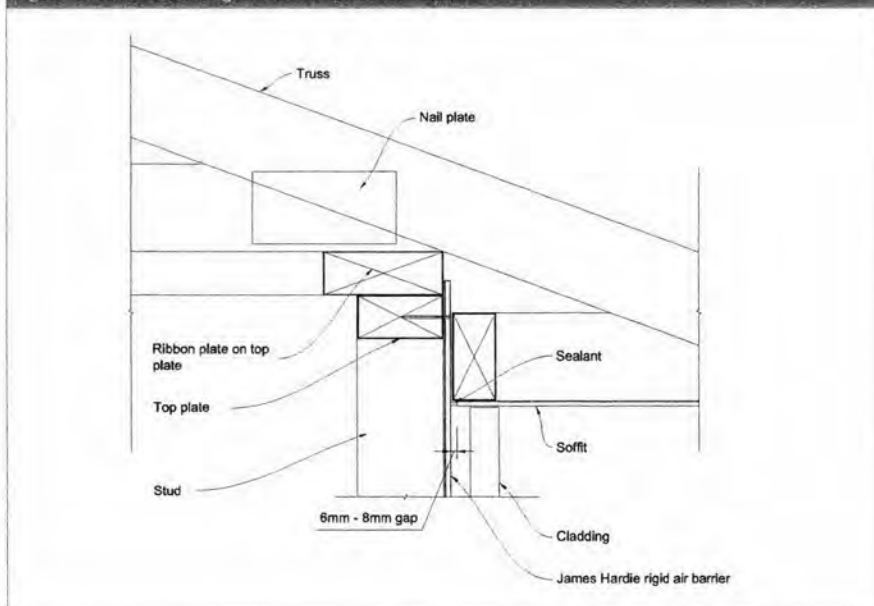 Truss
Nail plate
Ribbon plate on top
plate
Sealant
Top plate
Soffit
Stud
6mm - 8mm gap
Cladding
James Hardie rigid air barrier